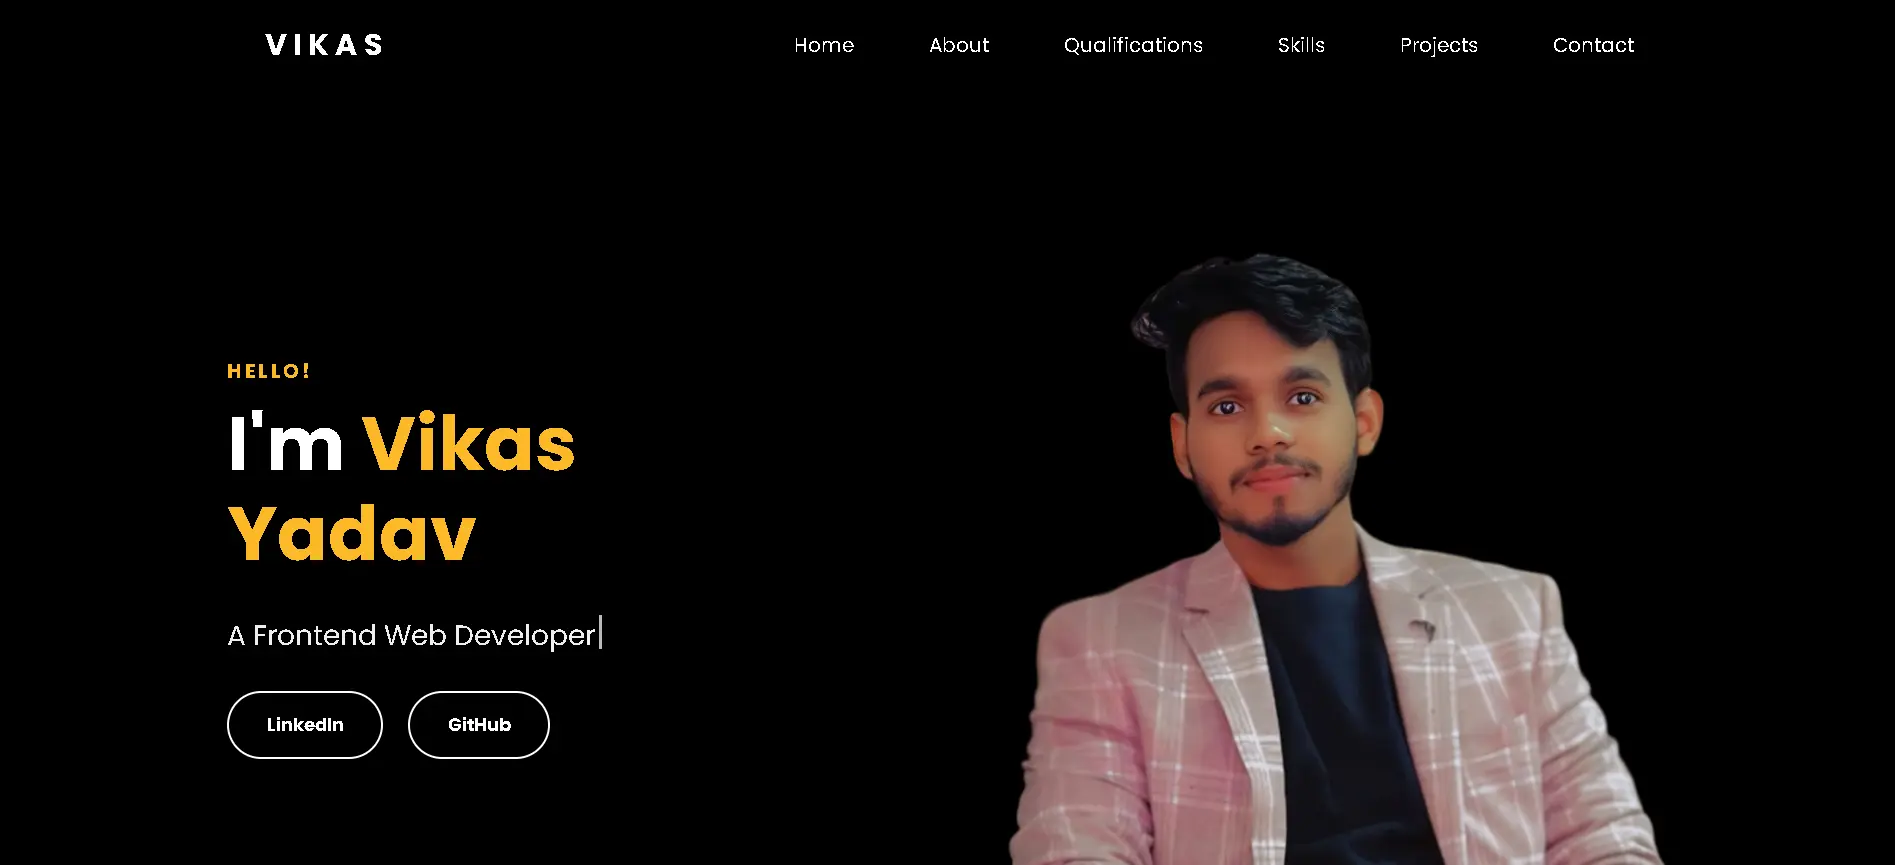 VIKAS
Home About Qualifications Skills Projects Contact
HELLO!
I'm Vikas
Yadav
A Frontend Web Developer
LinkedIn GitHub